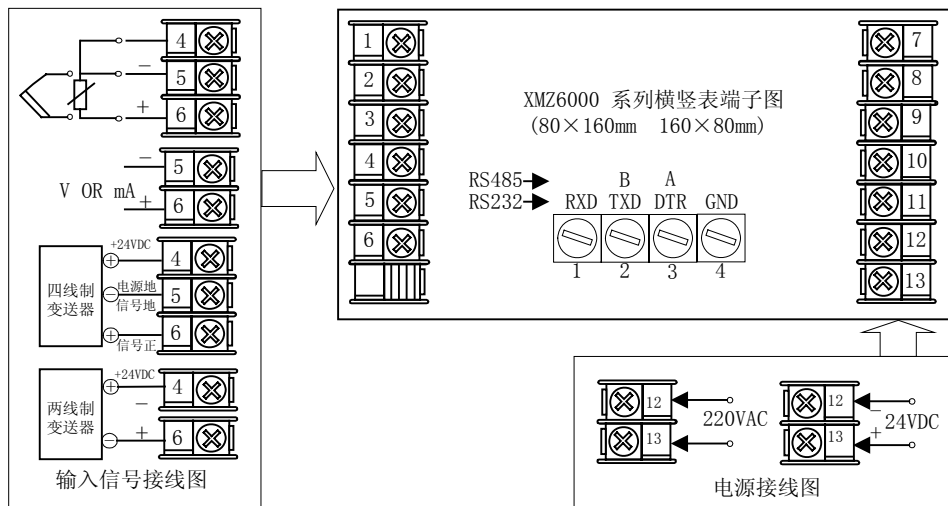 4
−
5
+
6
−
5
V OR mA
+
6
+24VDC
4
四线制
变送器
电源地
信号地
5
信号正
6
+24VDC
4
−
两线制
变送器
+
6
输入信号接线图
1
2
3
4
5
6
XMZ6000 系列横竖表端子图
(80×160mm 160×80mm)
RS485 B A
RS232 RXD TXD DTR GND
1 2 3 4
7
8
9
10
11
12
13
12
220VAC
13
12
−
24VDC
+
13
电源接线图